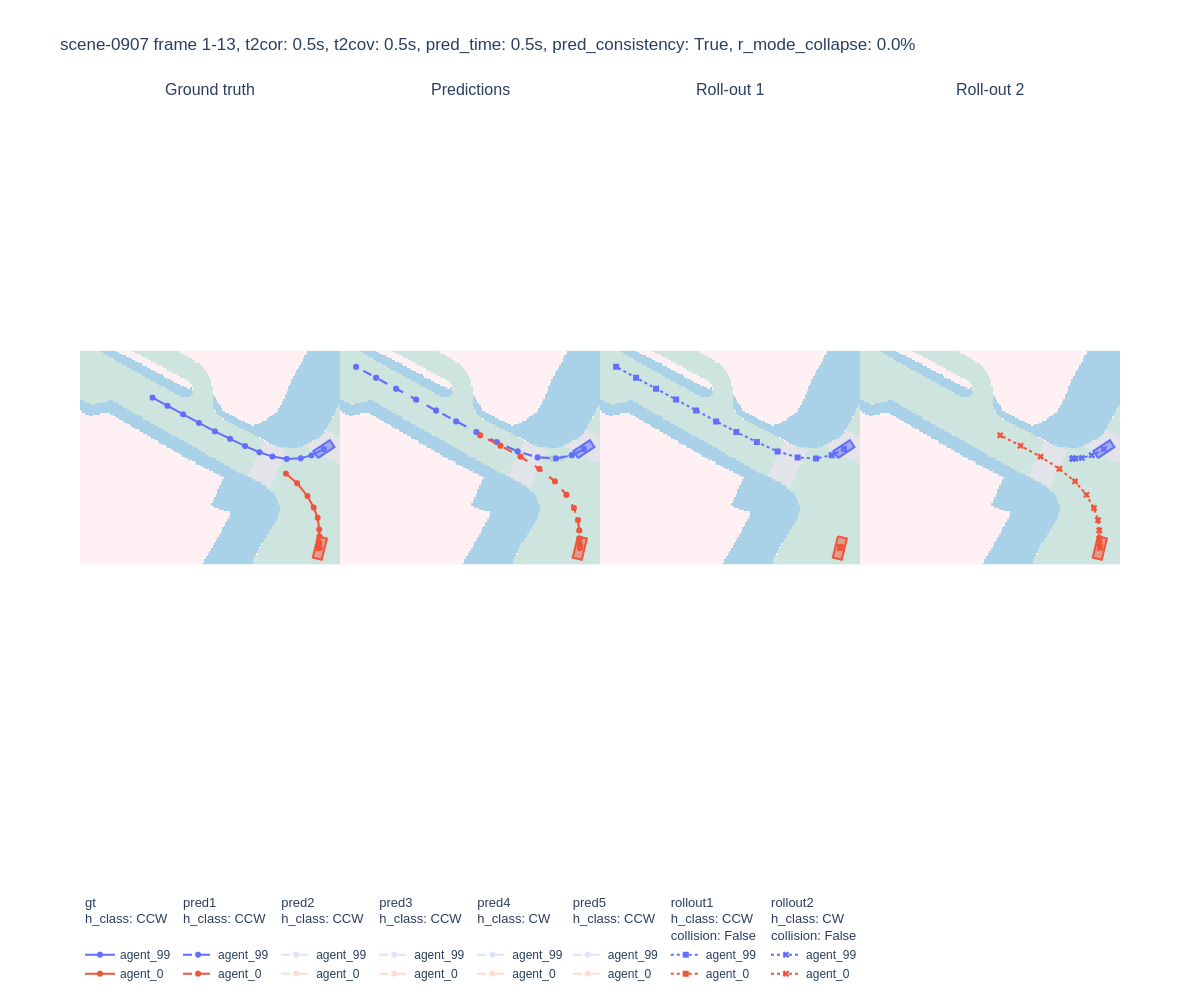 scene-0907 frame 1-13, t2cor: 0.5s, t2cov: 0.5s, pred_time: 0.5s, pred_consistency: True, r_mode_collapse: 0.0%
Ground truth Predictions Roll-out 1 Roll-out 2
gt pred1 pred2 pred3 pred4 pred5 rollout1 rollout2
h_class: CCW h_class: CCW h_class: CCW h_class: CCW h_class: CW h_class: CCW h_class: CCW h_class: CW
collision: False collision: False
agent_99 agent_99 agent_99 agent_99 agent_99 agent_99 agent_99 agent_99
agent_0 agent_0 agent_0 agent_0 agent_0 agent_0 agent_0 agent_0